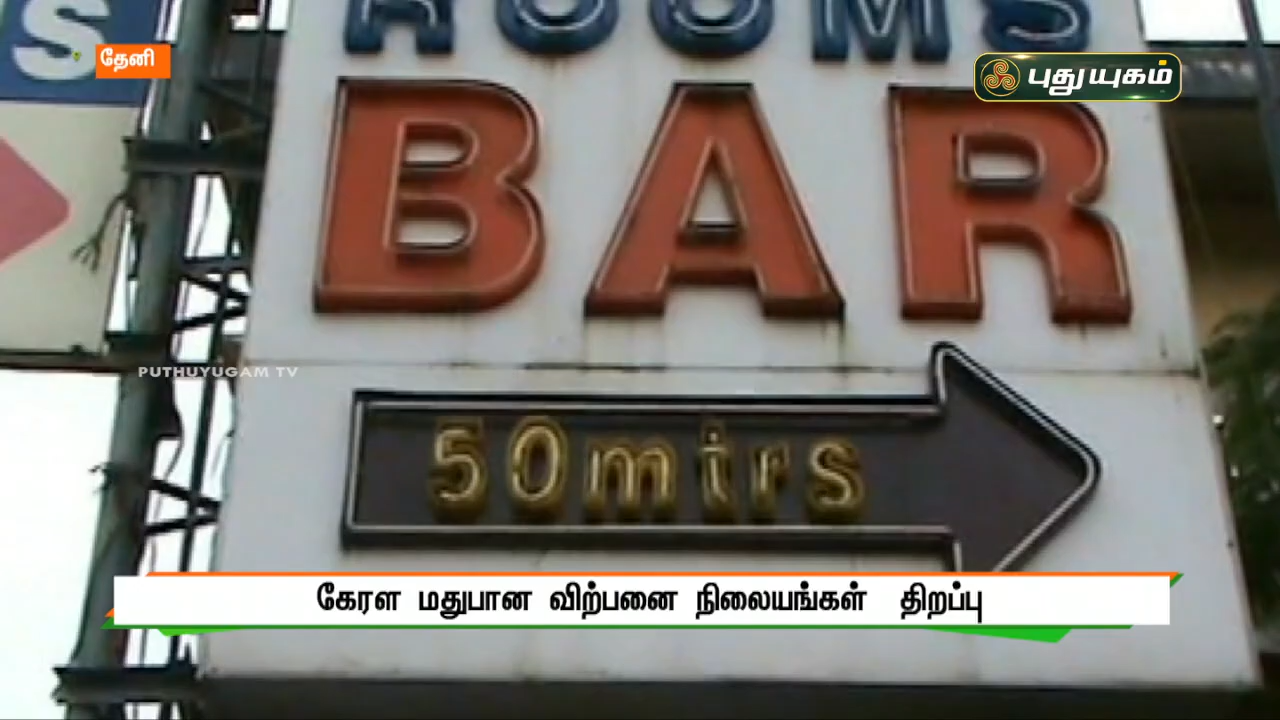 ROOMS
S
தேனி
புதுயுகம்
BAR
PUTHUYUGAM TV
50mtrs
கேரள மதுபான விற்பனை நிலையங்கள் திறப்பு